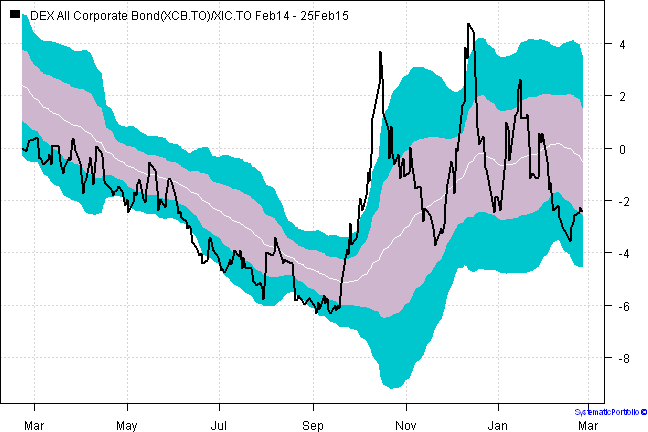 DEX All Corporate Bond(XCB.TO)/XIC.TO Feb14 - 25Feb15
4
2
0
-2
-4
-6
-8
SystematicPortfolio ©
Mar May Jul Sep Nov Jan Mar